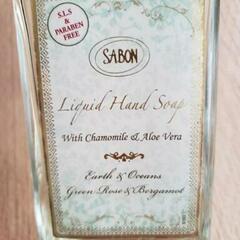 S.L.S
&
PARABEN
FREE
SABON
Liquid Hand Soap
With Chamomile & Aloe Vera
Earth & Oceans
Green Rose & Bergamot